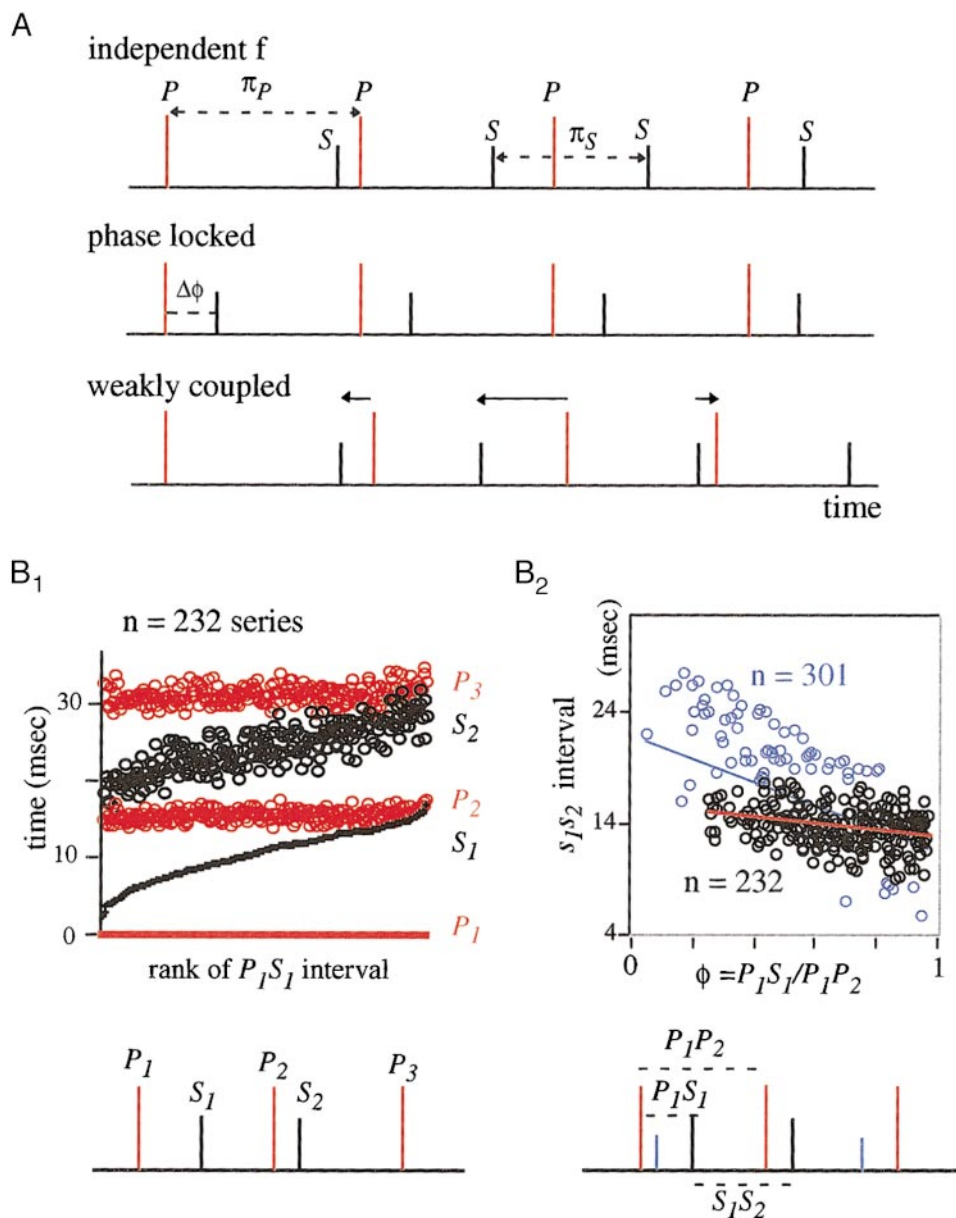 A
independent f
π_P
P P P P
S S π_S S S
phase locked
Δϕ
weakly coupled
time
B₁
n = 232 series
time (msec)
30
10
0
P₃
S₂
P₂
S₁
P₁
rank of P₁S₁ interval
P₁ S₁ P₂ S₂ P₃
B₂
s₁s₂ interval (msec)
24
14
4
n = 301
n = 232
0 1
ϕ =P₁S₁/P₁P₂
P₁P₂
P₁S₁
S₁S₂